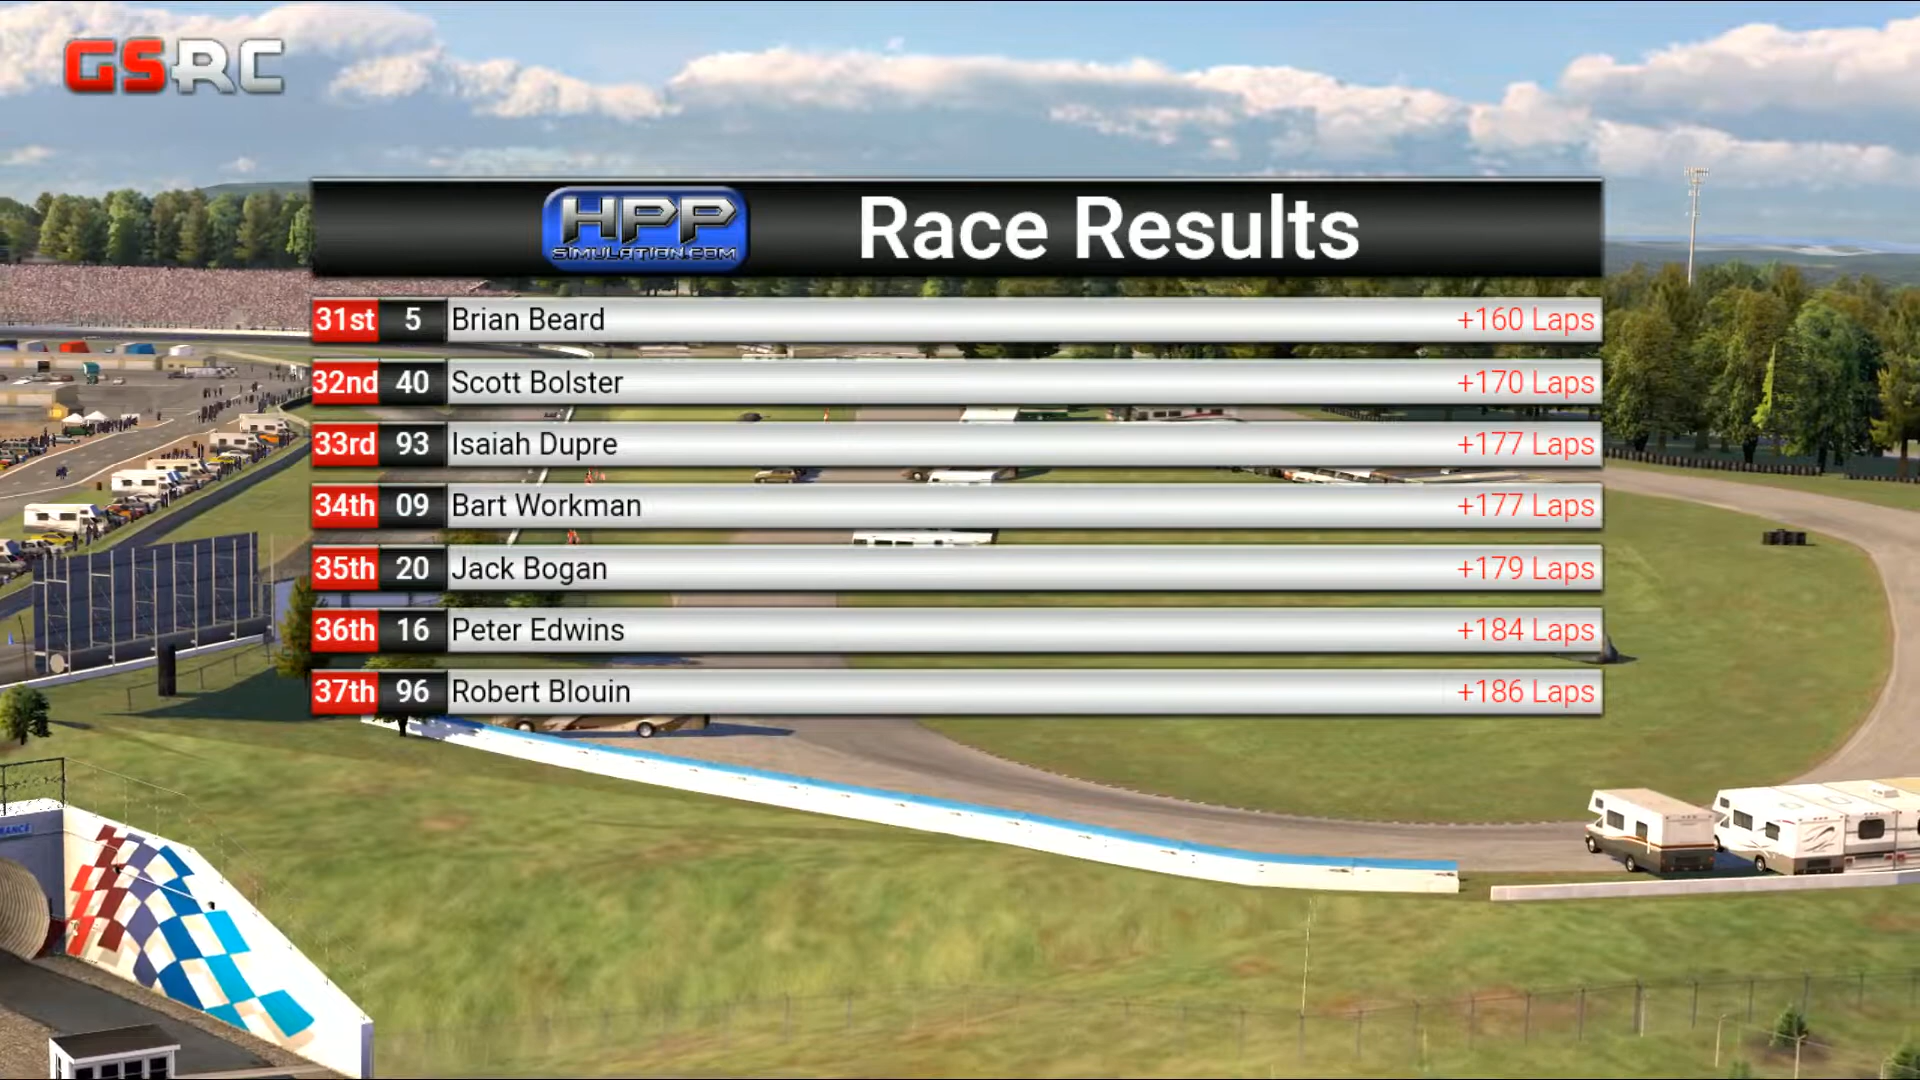 GSRC
HPP
SIMULATION.COM
Race Results
31st 5 Brian Beard +160 Laps
32nd 40 Scott Bolster +170 Laps
33rd 93 Isaiah Dupre +177 Laps
34th 09 Bart Workman +177 Laps
35th 20 Jack Bogan +179 Laps
36th 16 Peter Edwins +184 Laps
37th 96 Robert Blouin +186 Laps